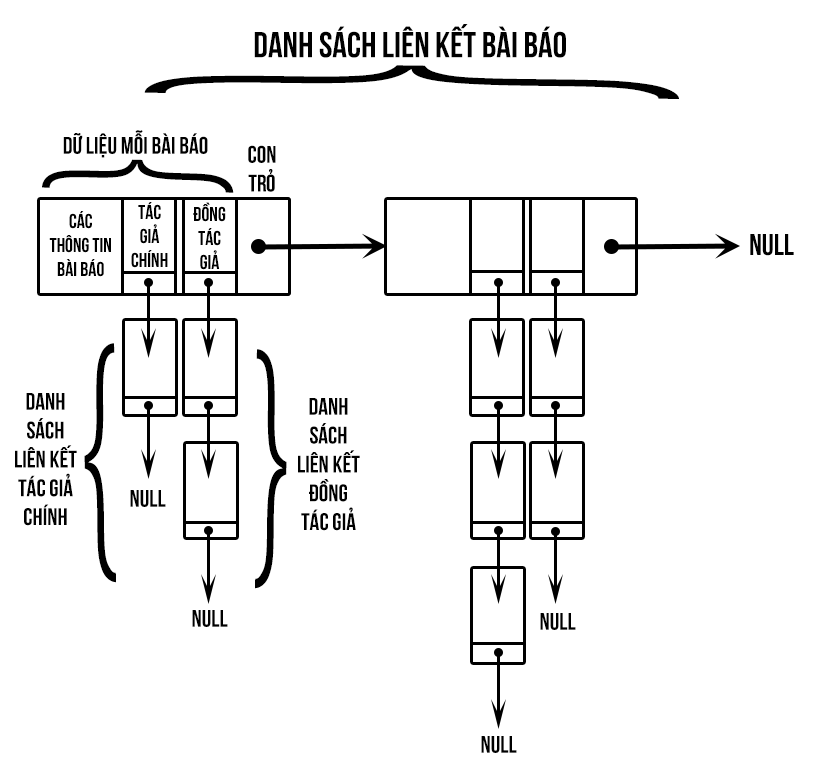 DANH SÁCH LIÊN KẾT BÀI BÁO
DỮ LIỆU MỖI BÀI BÁO
CON
TRỎ
CÁC
THÔNG TIN
BÀI BÁO
TÁC
GIẢ
CHÍNH
ĐỒNG
TÁC
GIẢ
NULL
DANH
SÁCH
LIÊN KẾT
TÁC GIẢ
CHÍNH
NULL
DANH
SÁCH
LIÊN KẾT
ĐỒNG
TÁC GIẢ
NULL
NULL
NULL